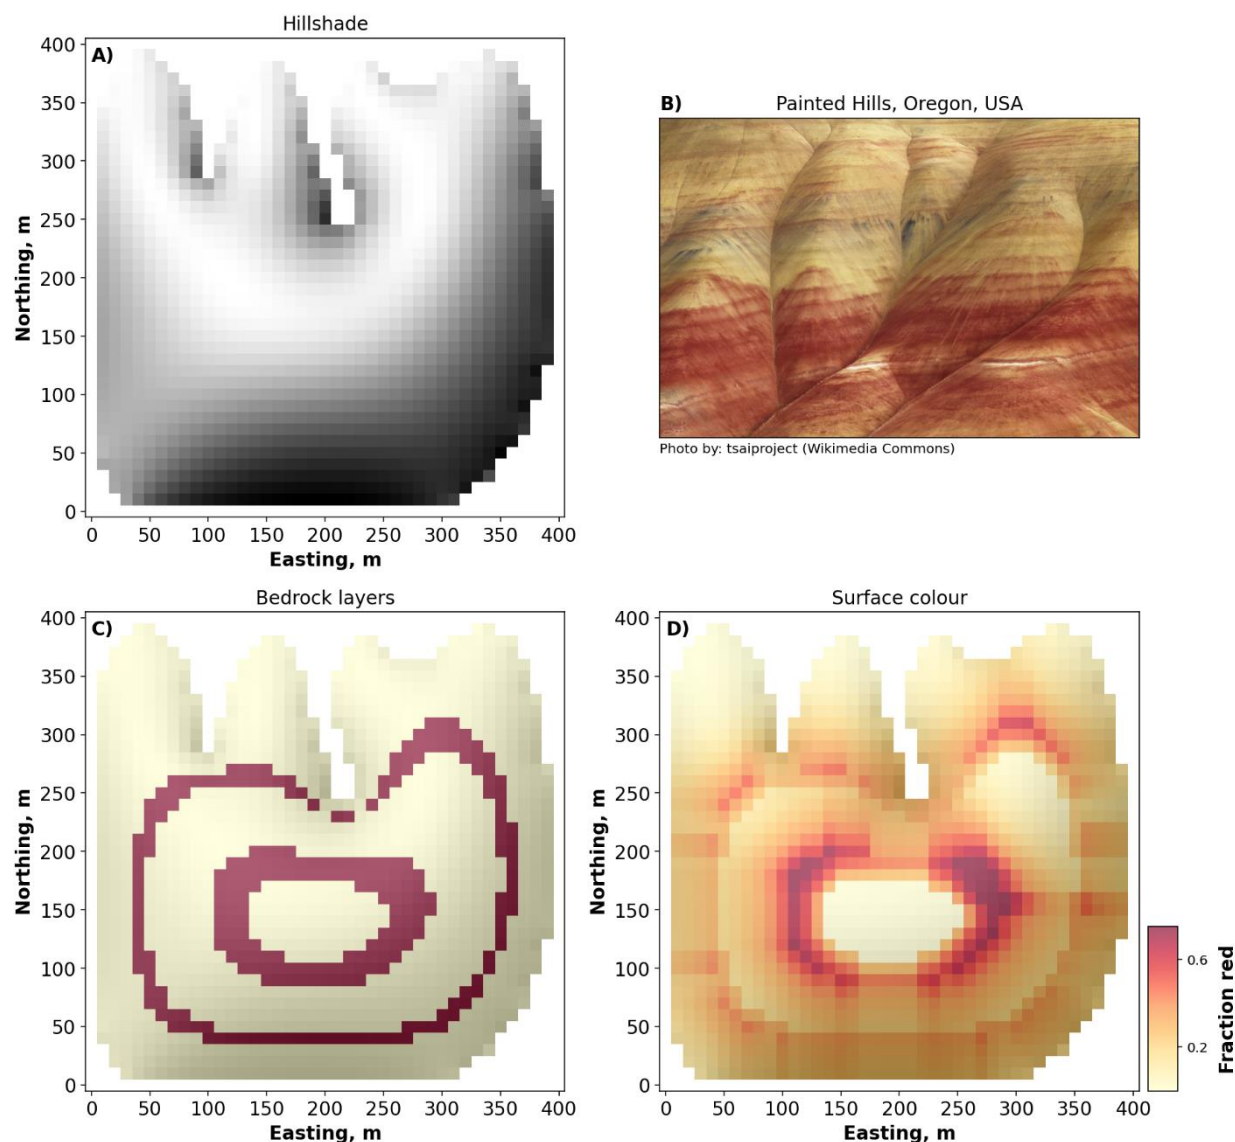 Hillshade
A)
400
350
300
250
200
150
100
50
0
Northing, m
0 50 100 150 200 250 300 350 400
Easting, m
B)
Painted Hills, Oregon, USA
Photo by: tsaiproject (Wikimedia Commons)
Bedrock layers
C)
400
350
300
250
200
150
100
50
0
Northing, m
0 50 100 150 200 250 300 350 400
Easting, m
Surface colour
D)
400
350
300
250
200
150
100
50
0
Northing, m
0 50 100 150 200 250 300 350 400
Easting, m
0.6
0.2
Fraction red